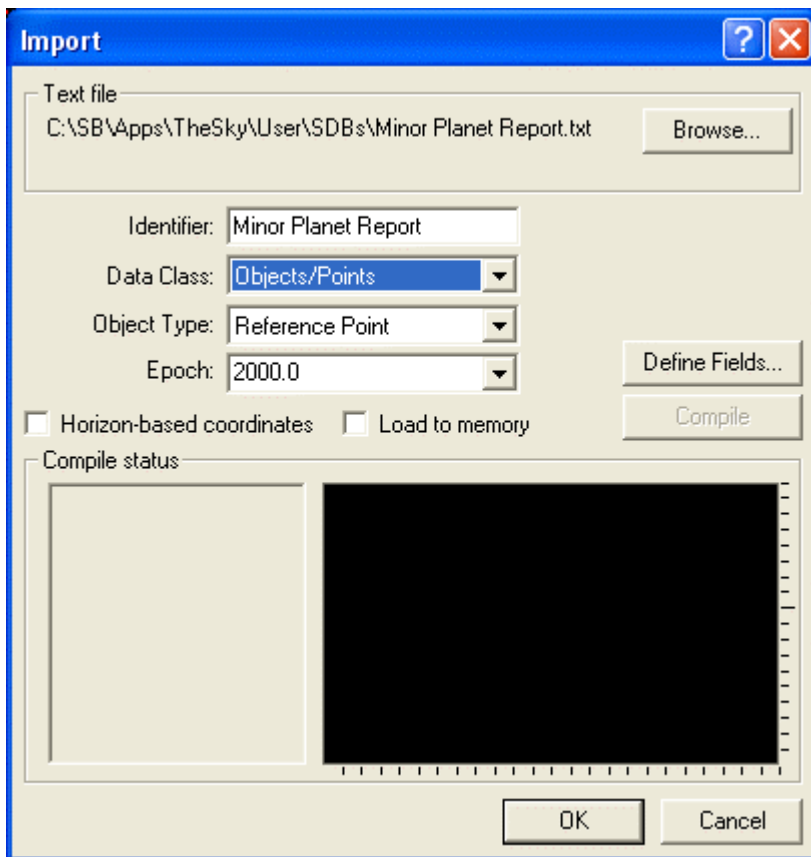 Import
Text file
C:\SB\Apps\TheSky\User\SDBs\Minor Planet Report.txt
Browse...
Identifier: Minor Planet Report
Data Class: Objects/Points
Object Type: Reference Point
Epoch: 2000.0
Define Fields...
Horizon-based coordinates
Load to memory
Compile
Compile status
OK
Cancel